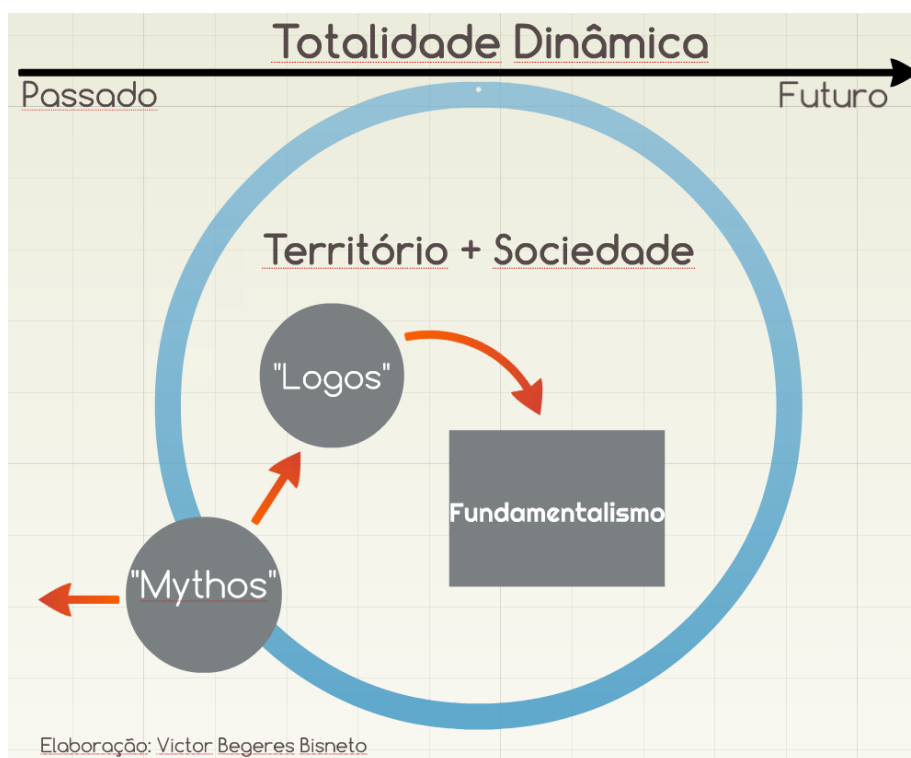 Totalidade Dinâmica
Passado
Futuro
Território + Sociedade
"Logos"
Fundamentalismo
"Mythos"
Elaboração: Victor Begeres Bisneto